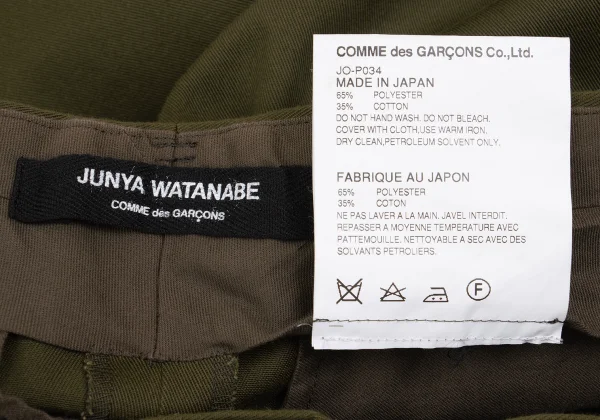 JUNYA WATANABE
COMME des GARÇONS
COMME des GARÇONS Co.,Ltd.
JO-P034
MADE IN JAPAN
65% POLYESTER
35% COTTON
DO NOT HAND WASH. DO NOT BLEACH.
COVER WITH CLOTH.USE WARM IRON.
DRY CLEAN,PETROLEUM SOLVENT ONLY.
FABRIQUE AU JAPON
65% POLYESTER
35% COTON
NE PAS LAVER A LA MAIN. JAVEL INTERDIT.
REPASSER A MOYENNE TEMPERATURE AVEC
PATTEMOUILLE. NETTOYABLE A SEC AVEC DES
SOLVANTS PETROLIERS.
F